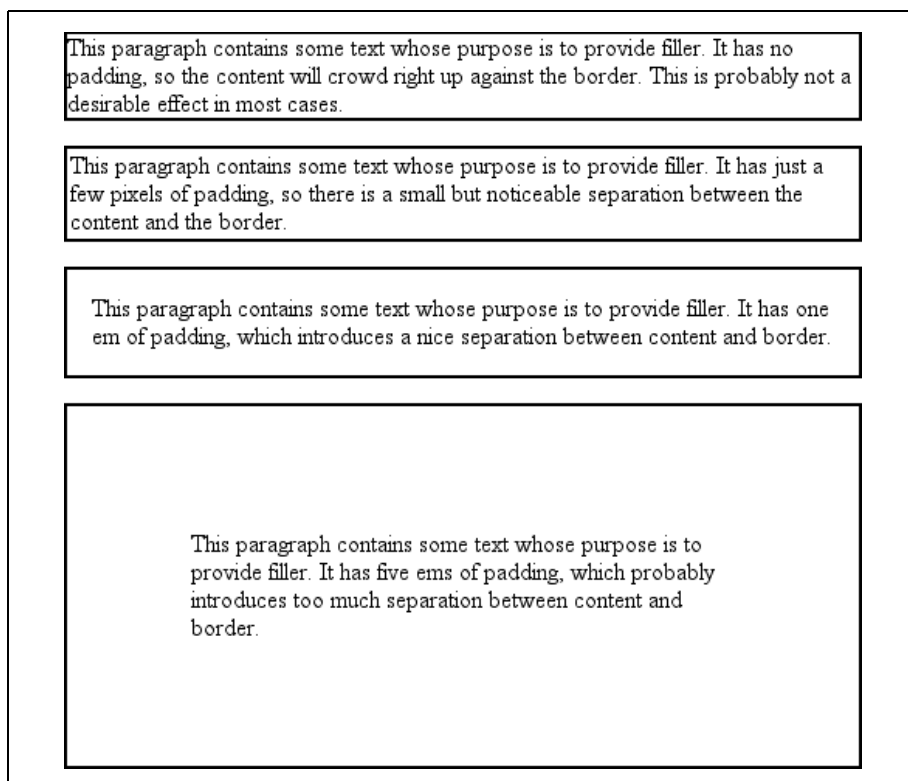 This paragraph contains some text whose purpose is to provide filler. It has no
padding, so the content will crowd right up against the border. This is probably not a
desirable effect in most cases.
This paragraph contains some text whose purpose is to provide filler. It has just a
few pixels of padding, so there is a small but noticeable separation between the
content and the border.
This paragraph contains some text whose purpose is to provide filler. It has one
em of padding, which introduces a nice separation between content and border.
This paragraph contains some text whose purpose is to
provide filler. It has five ems of padding, which probably
introduces too much separation between content and
border.